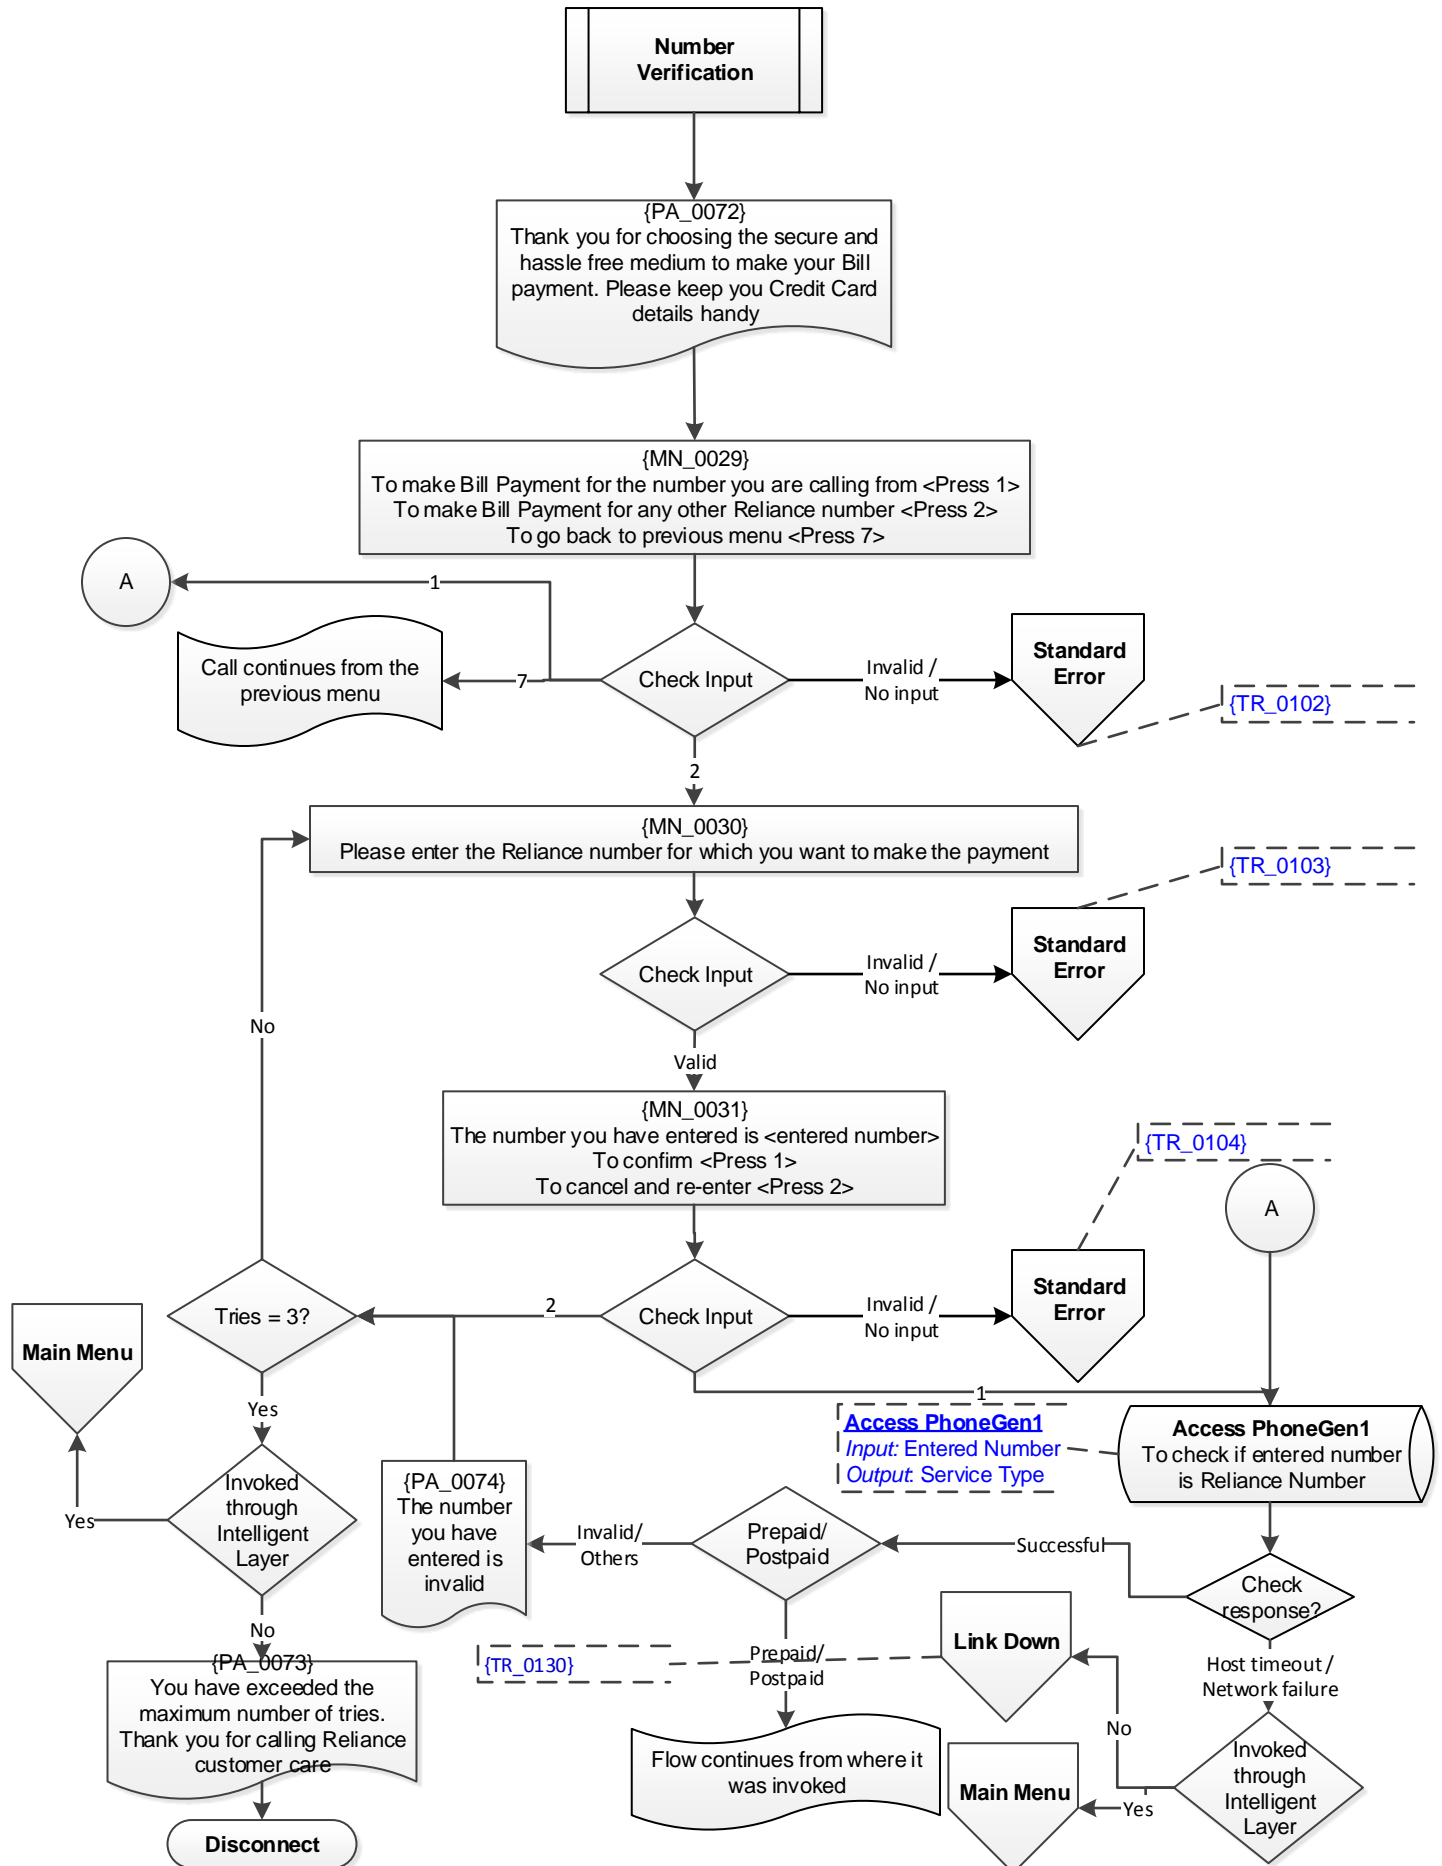 Number
Verification
{PA_0072}
Thank you for choosing the secure and
hassle free medium to make your Bill
payment. Please keep you Credit Card
details handy
{MN_0029}
To make Bill Payment for the number you are calling from <Press 1>
To make Bill Payment for any other Reliance number <Press 2>
To go back to previous menu <Press 7>
A
1
Call continues from the
previous menu
7
Check Input
Invalid /
No input
Standard
Error
{TR_0102}
2
{MN_0030}
Please enter the Reliance number for which you want to make the payment
{TR_0103}
Check Input
Invalid /
No input
Standard
Error
No
Valid
{MN_0031}
The number you have entered is <entered number>
To confirm <Press 1>
To cancel and re-enter <Press 2>
{TR_0104}
A
Main Menu
Tries = 3?
2
Check Input
Invalid /
No input
Standard
Error
1
Yes
Access PhoneGen1
Input: Entered Number
Output: Service Type
Access PhoneGen1
To check if entered number
is Reliance Number
Yes
Invoked
through
Intelligent
Layer
{PA_0074}
The number
you have
entered is
invalid
Invalid/
Others
Prepaid/
Postpaid
Successful
Check
response?
No
{TR_0130}
Prepaid/
Postpaid
Link Down
Host timeout /
Network failure
{PA_0073}
You have exceeded the
maximum number of tries.
Thank you for calling Reliance
customer care
Flow continues from where it
was invoked
No
Main Menu
Yes
Invoked
through
Intelligent
Layer
Disconnect